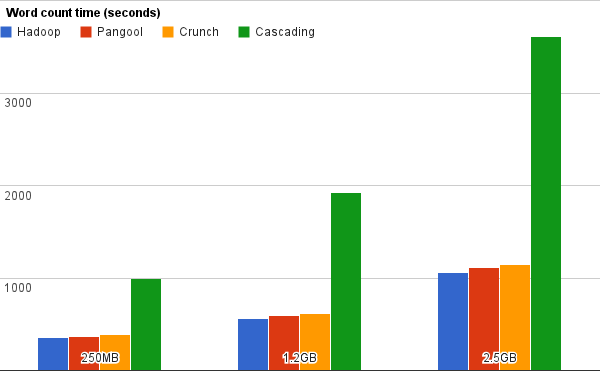 Word count time (seconds)
Hadoop Pangool Crunch Cascading
3000
2000
1000
250MB 1.2GB 2.5GB